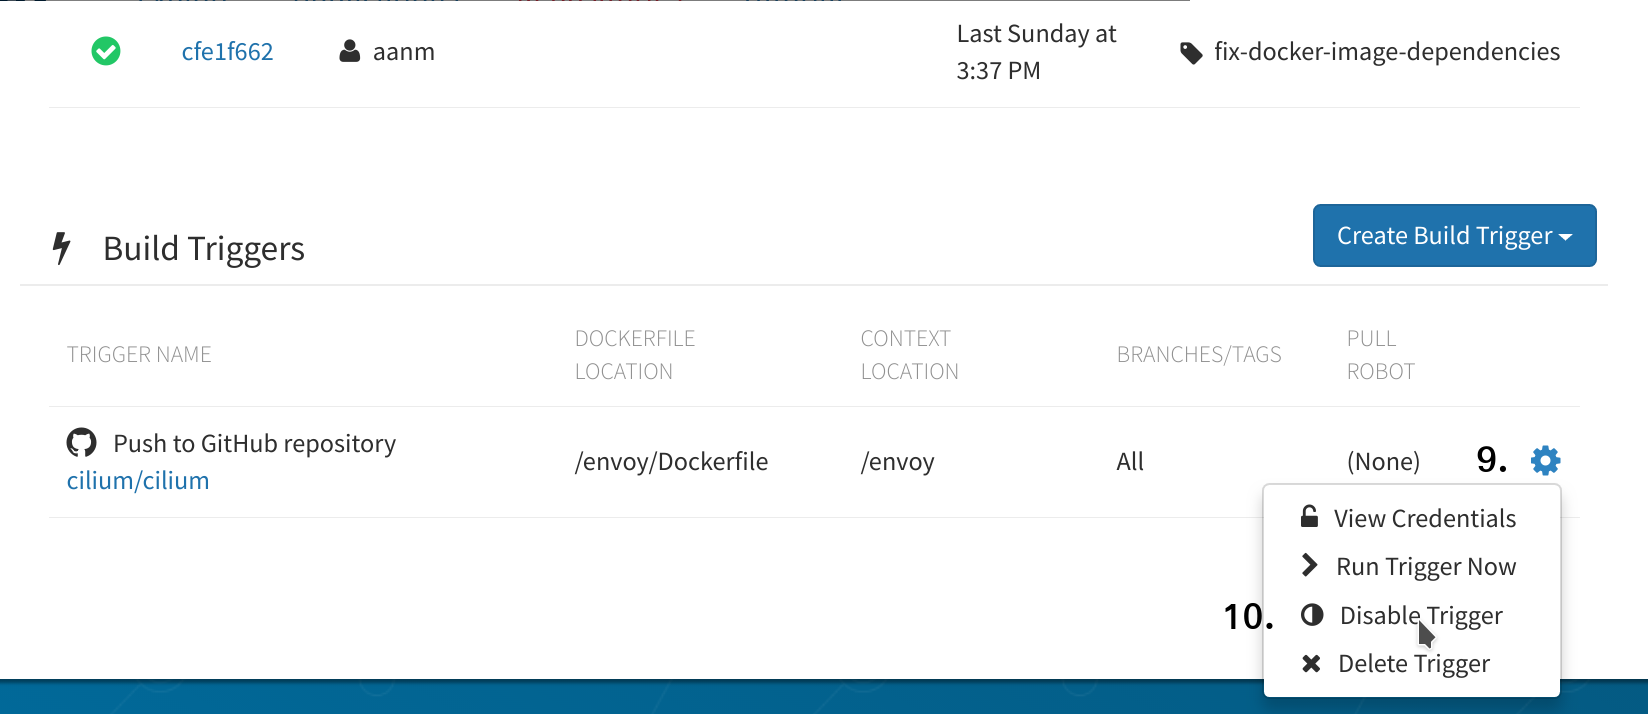 cfe1f662 aanm Last Sunday at
3:37 PM fix-docker-image-dependencies
Build Triggers Create Build Trigger
TRIGGER NAME DOCKERFILE LOCATION CONTEXT LOCATION BRANCHES/TAGS PULL ROBOT
Push to GitHub repository
cilium/cilium /envoy/Dockerfile /envoy All (None) 9.
View Credentials
Run Trigger Now
10. Disable Trigger
Delete Trigger